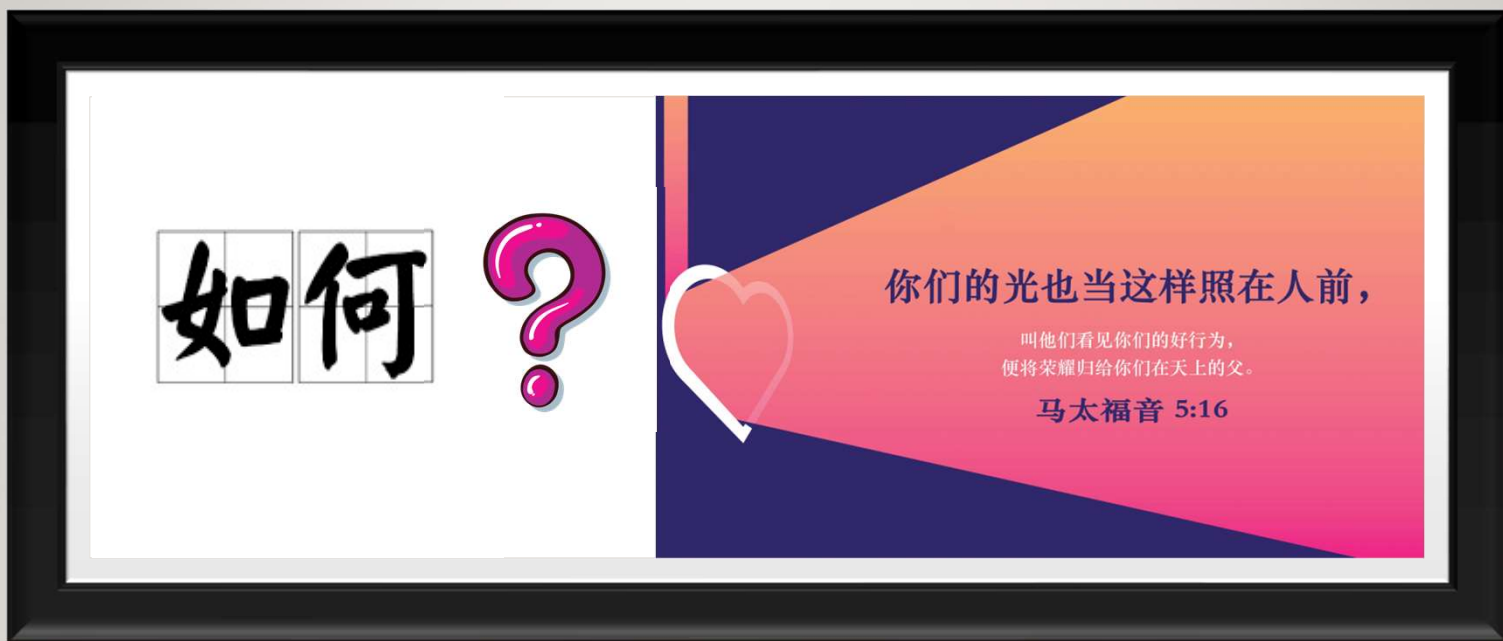 如何?
你们的光也当这样照在人前，
叫他们看见你们的好行为，
便将荣耀归给你们在天上的父。
马太福音 5:16